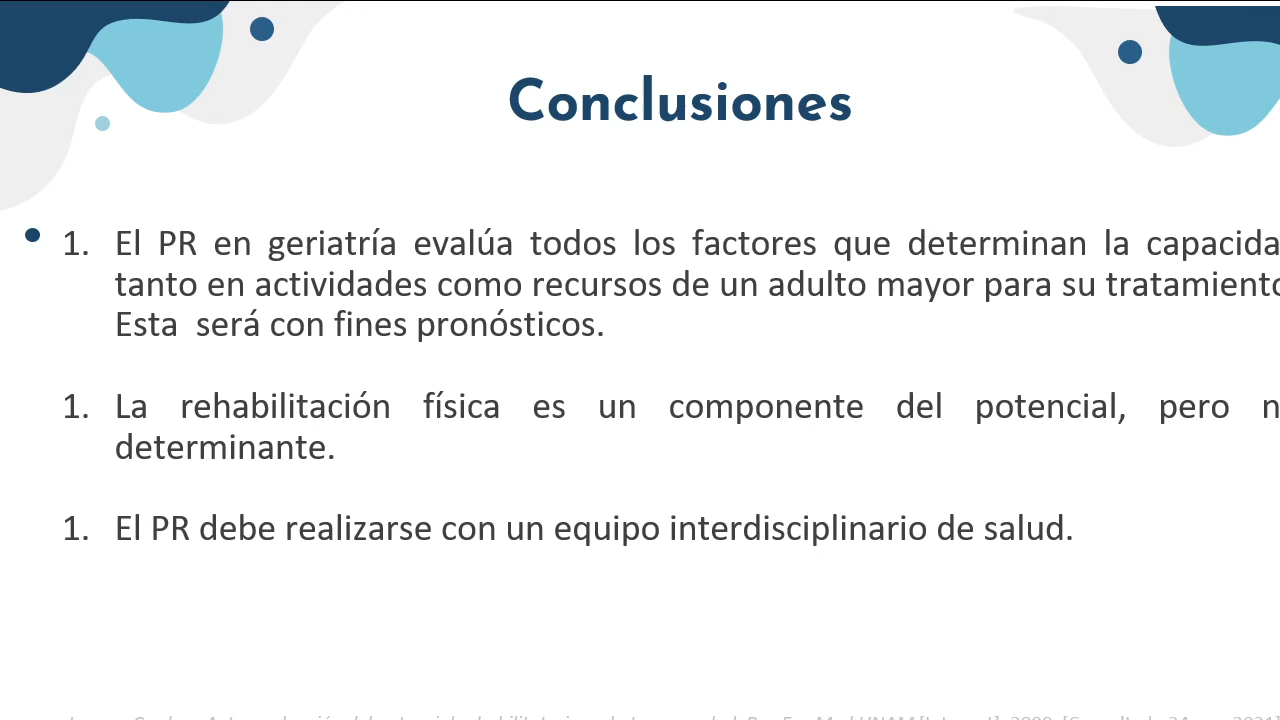 Conclusiones
1. El PR en geriatría evalúa todos los factores que determinan la capacida
tanto en actividades como recursos de un adulto mayor para su tratamiento
Esta será con fines pronósticos.
1. La rehabilitación física es un componente del potencial, pero n
determinante.
1. El PR debe realizarse con un equipo interdisciplinario de salud.